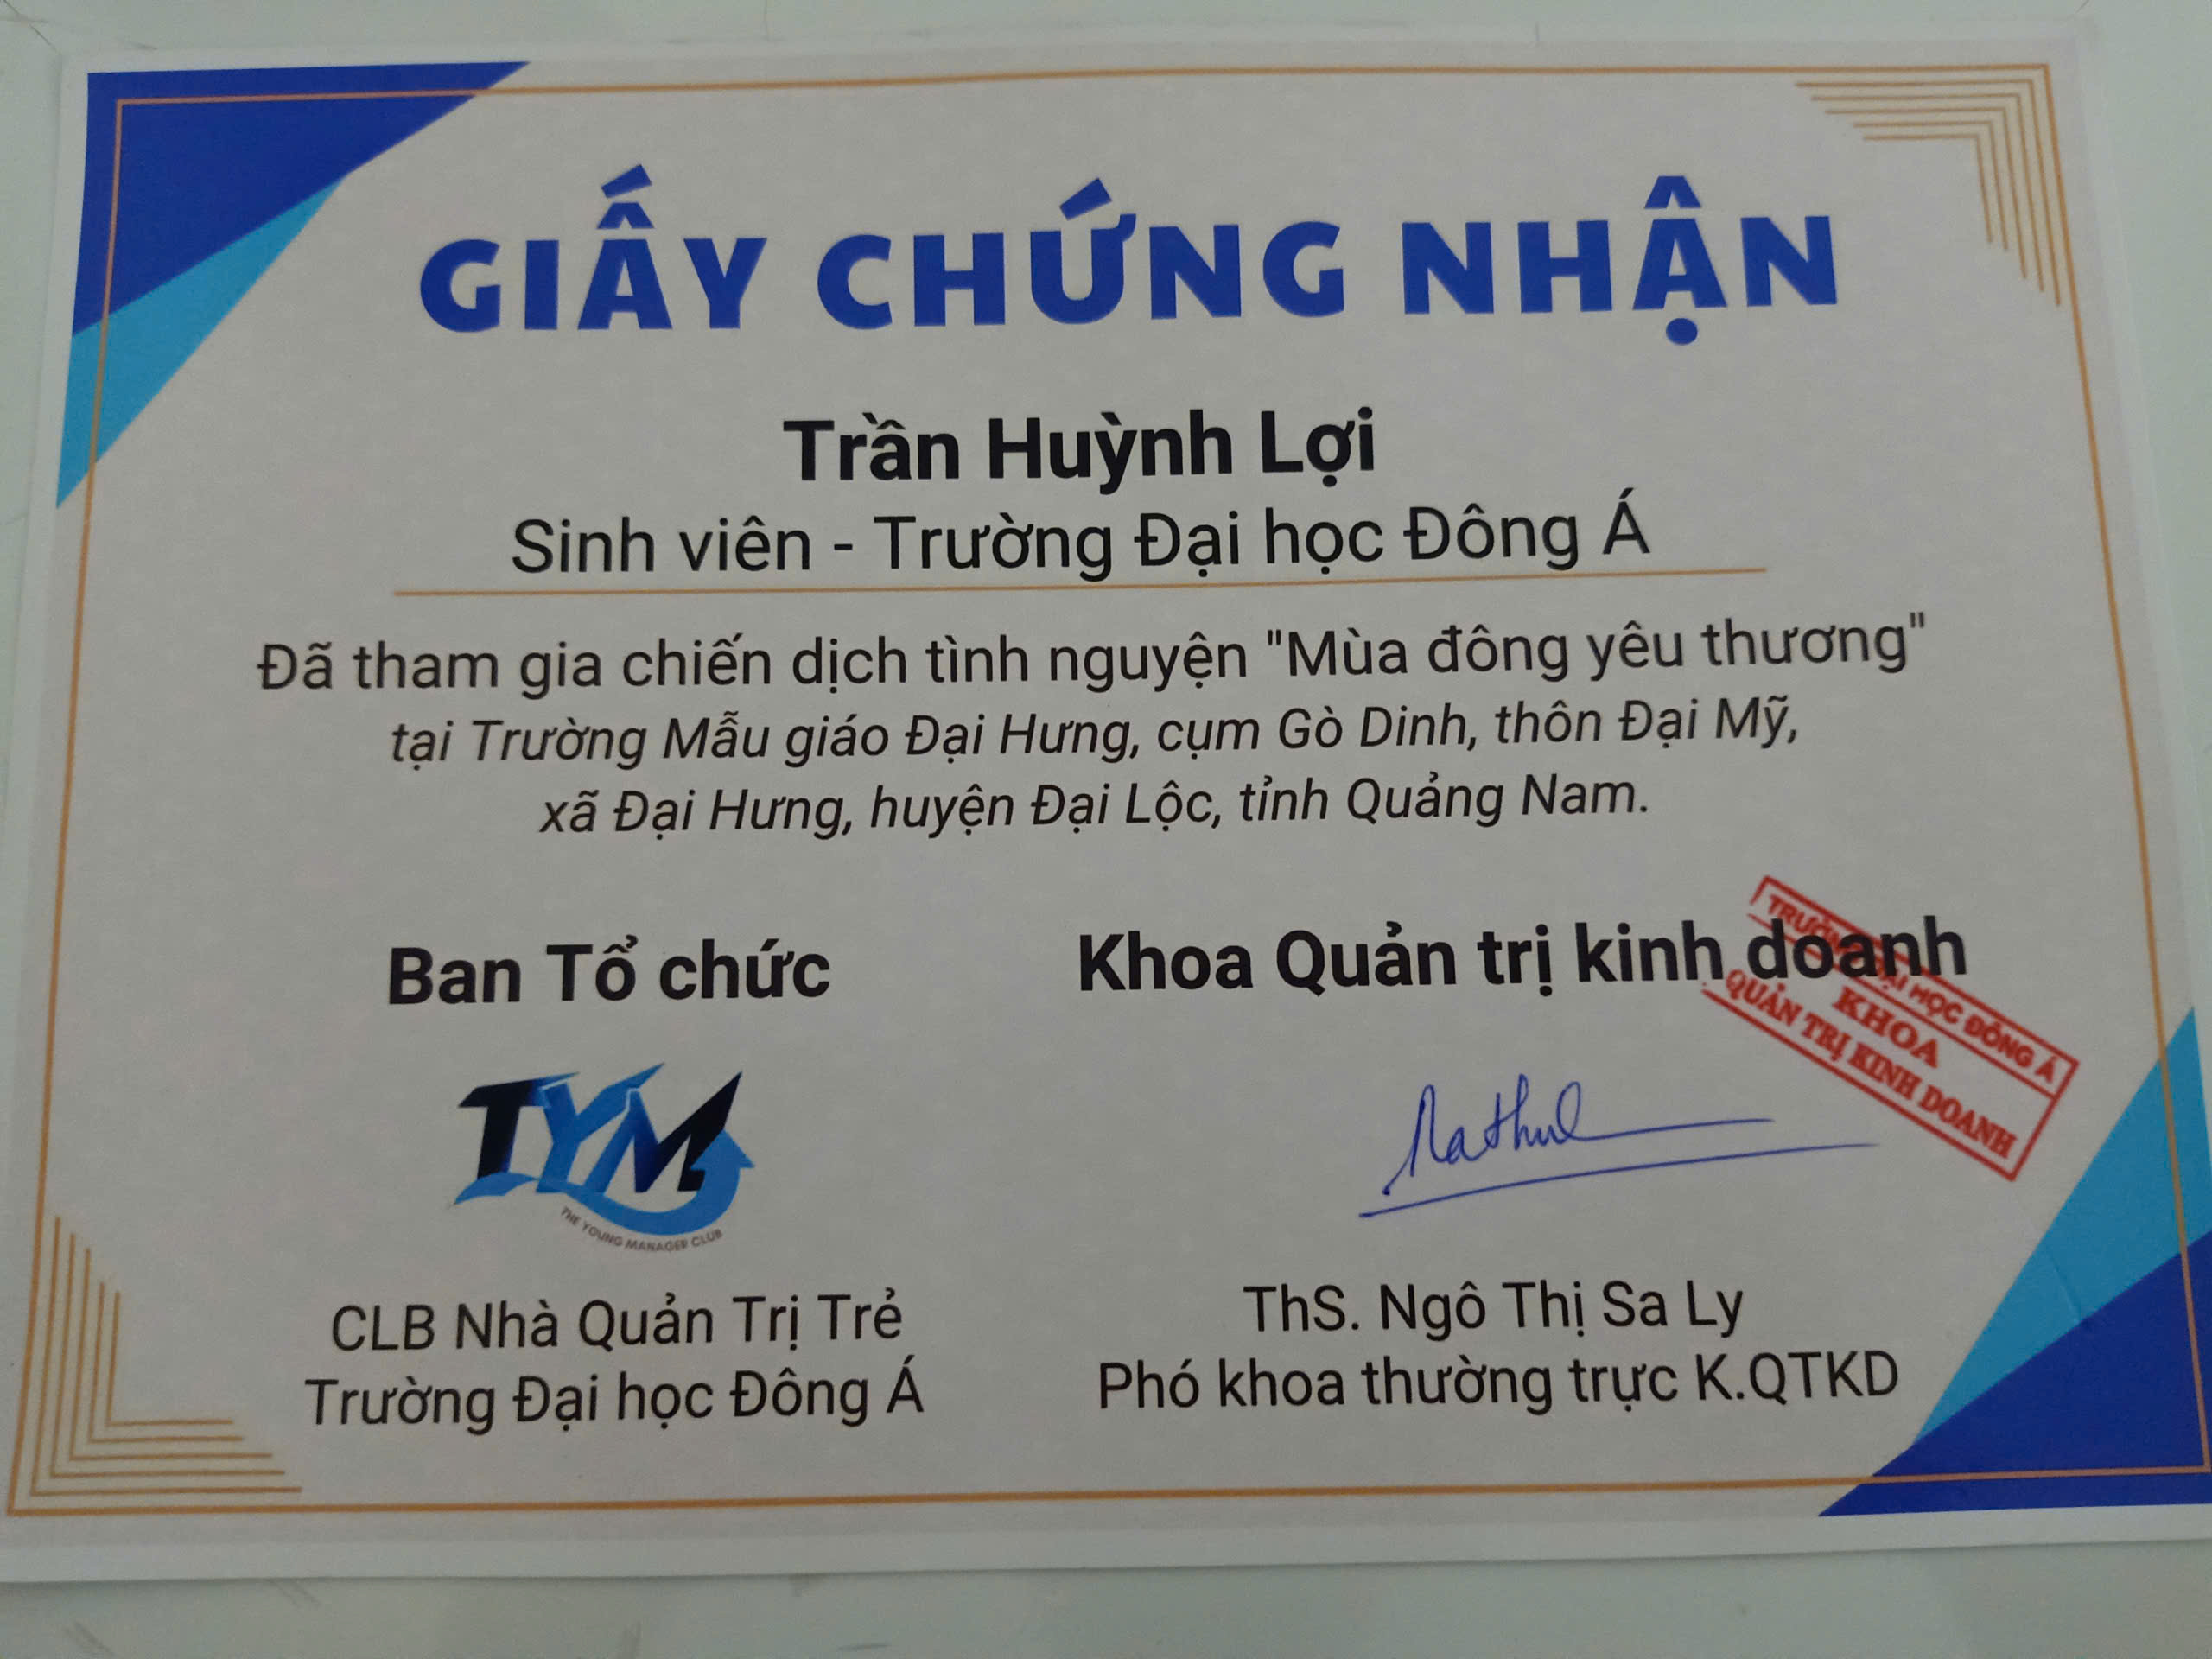 GIẤY CHỨNG NHẬN
Trần Huỳnh Lợi
Sinh viên - Trường Đại học Đông Á
Đã tham gia chiến dịch tình nguyện "Mùa đông yêu thương"
tại Trường Mẫu giáo Đại Hưng, cụm Gò Dinh, thôn Đại Mỹ,
xã Đại Hưng, huyện Đại Lộc, tỉnh Quảng Nam.
Ban Tổ chức
TYM
THE YOUNG MANAGER CLUB
CLB Nhà Quản Trị Trẻ
Trường Đại học Đông Á
Khoa Quản trị kinh doanh
TRƯỜNG ĐẠI HỌC ĐÔNG Á
KHOA
QUẢN TRỊ KINH DOANH
ThS. Ngô Thị Sa Ly
Phó khoa thường trực K.QTKD